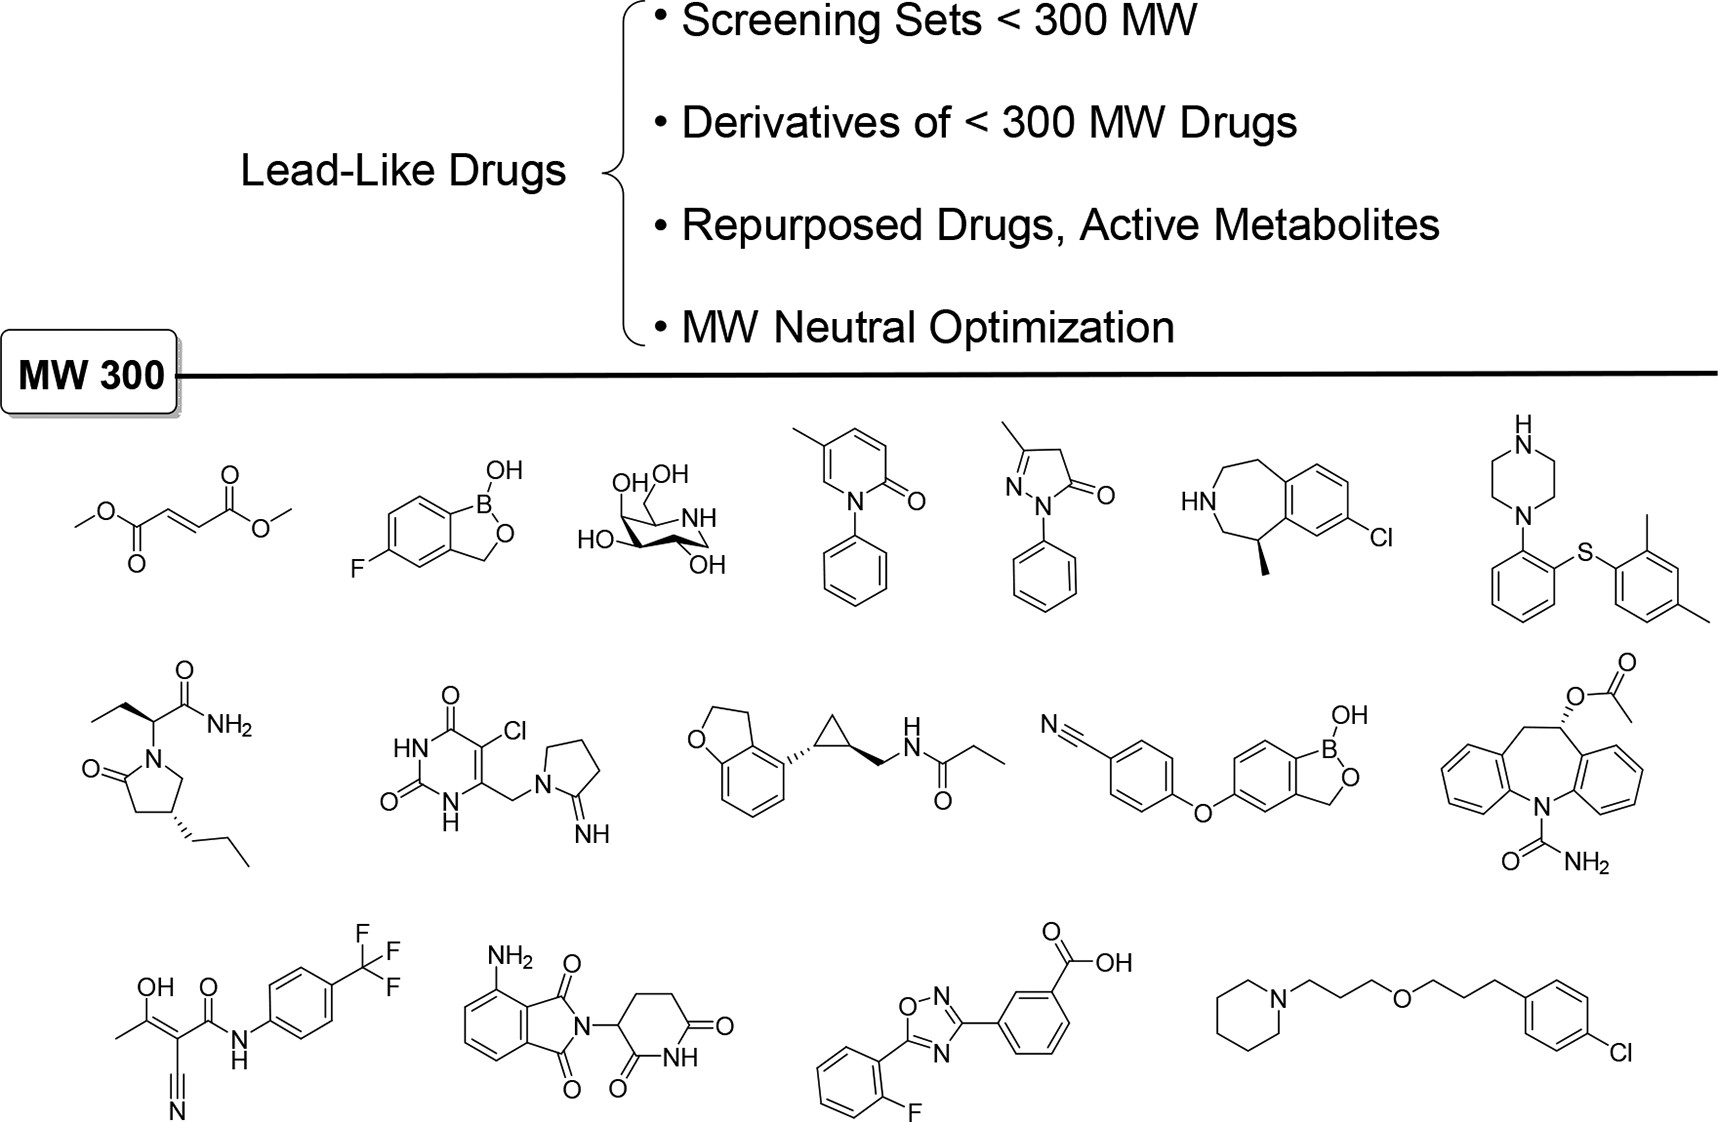 • Screening Sets < 300 MW
• Derivatives of < 300 MW Drugs
Lead-Like Drugs
• Repurposed Drugs, Active Metabolites
• MW Neutral Optimization
MW 300
O
O
O
O
OH
B
O
F
OH
OH
NH
HO
OH
N
O
N
N
O
HN
Cl
H
N
N
S
O
NH2
N
O
O
Cl
HN
O
N
H
N
NH
O
H
N
O
N
O
OH
B
O
O
O
N
O
NH2
F
F
F
OH
O
N
H
N
NH2
O
N
O
O
NH
O
O
OH
O
N
N
F
N
O
Cl